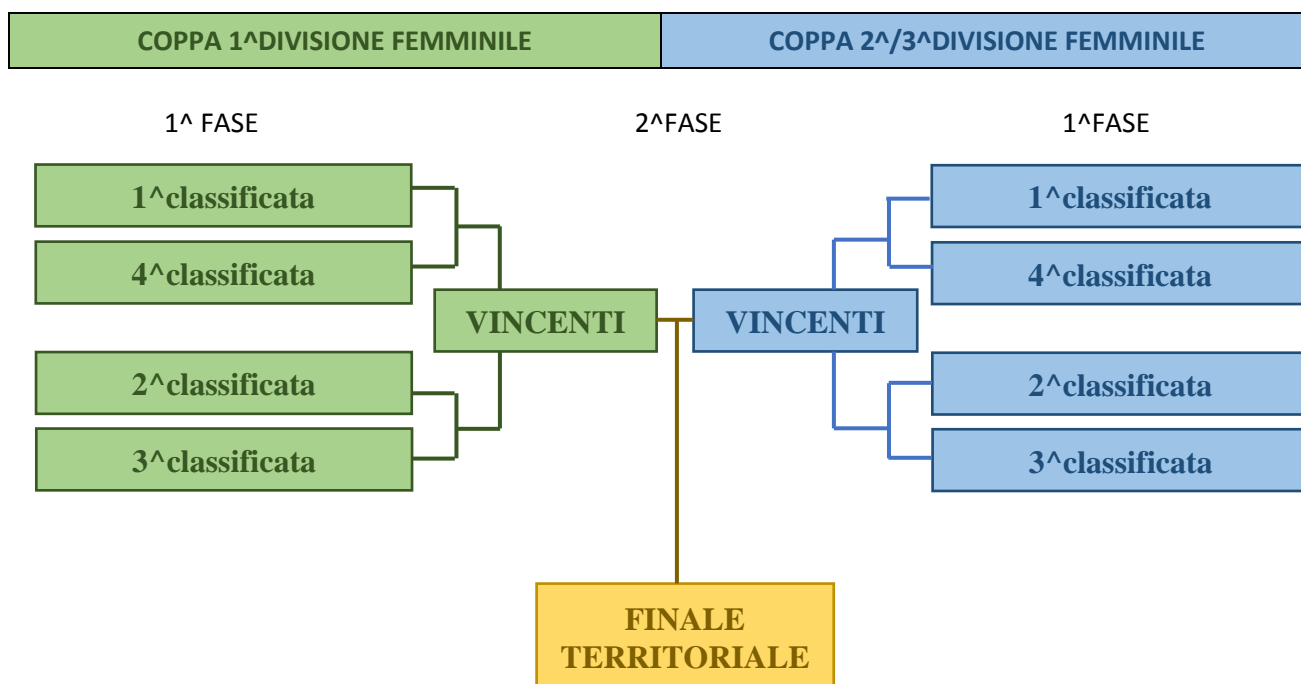 COPPA 1^DIVISIONE FEMMINILE
COPPA 2^/3^DIVISIONE FEMMINILE
1^ FASE
2^FASE
1^FASE
1^classificata
4^classificata
2^classificata
3^classificata
VINCENTI
VINCENTI
1^classificata
4^classificata
2^classificata
3^classificata
FINALE
TERRITORIALE